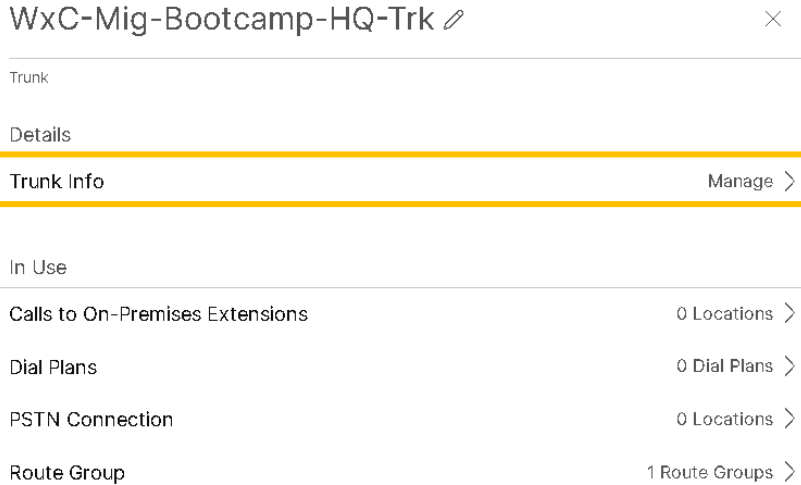 WxC-Mig-Bootcamp-HQ-Trk
Trunk
Details
Trunk Info Manage
In Use
Calls to On-Premises Extensions 0 Locations
Dial Plans 0 Dial Plans
PSTN Connection 0 Locations
Route Group 1 Route Groups